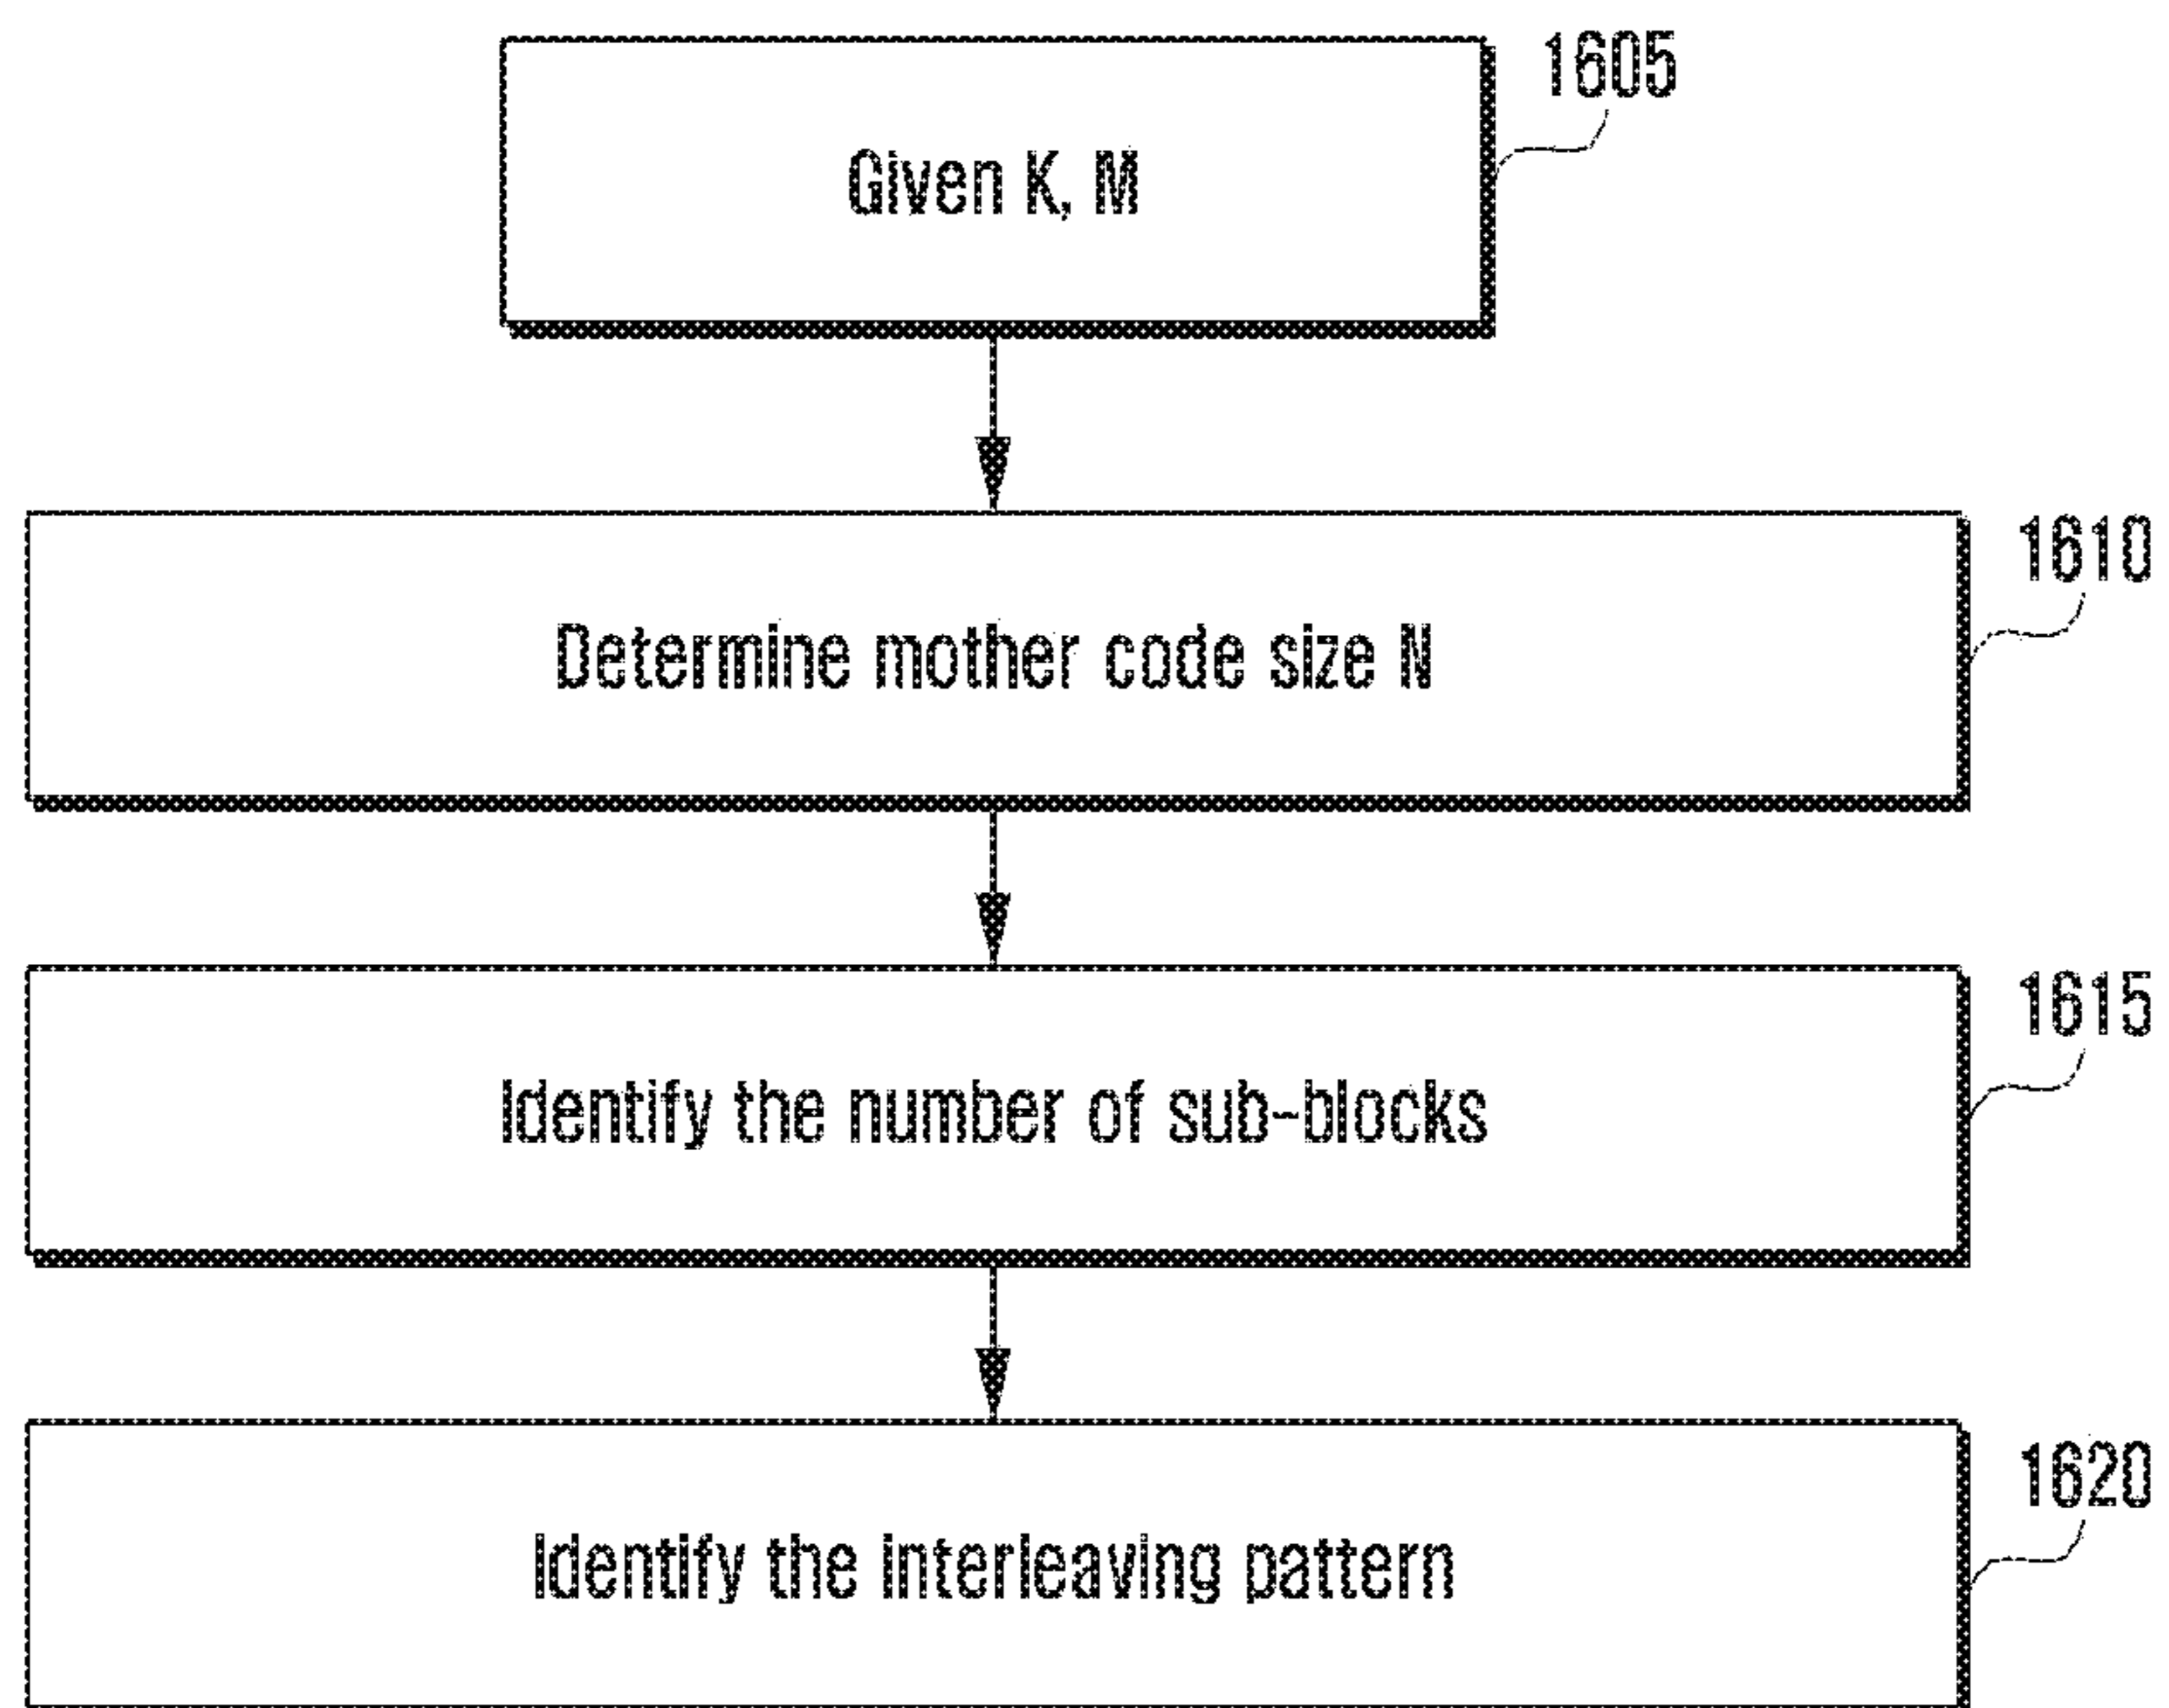 1605
Given K, M
1610
Determine mother code size N
1615
Identify the number of sub-blocks
1620
Identify the interleaving pattern